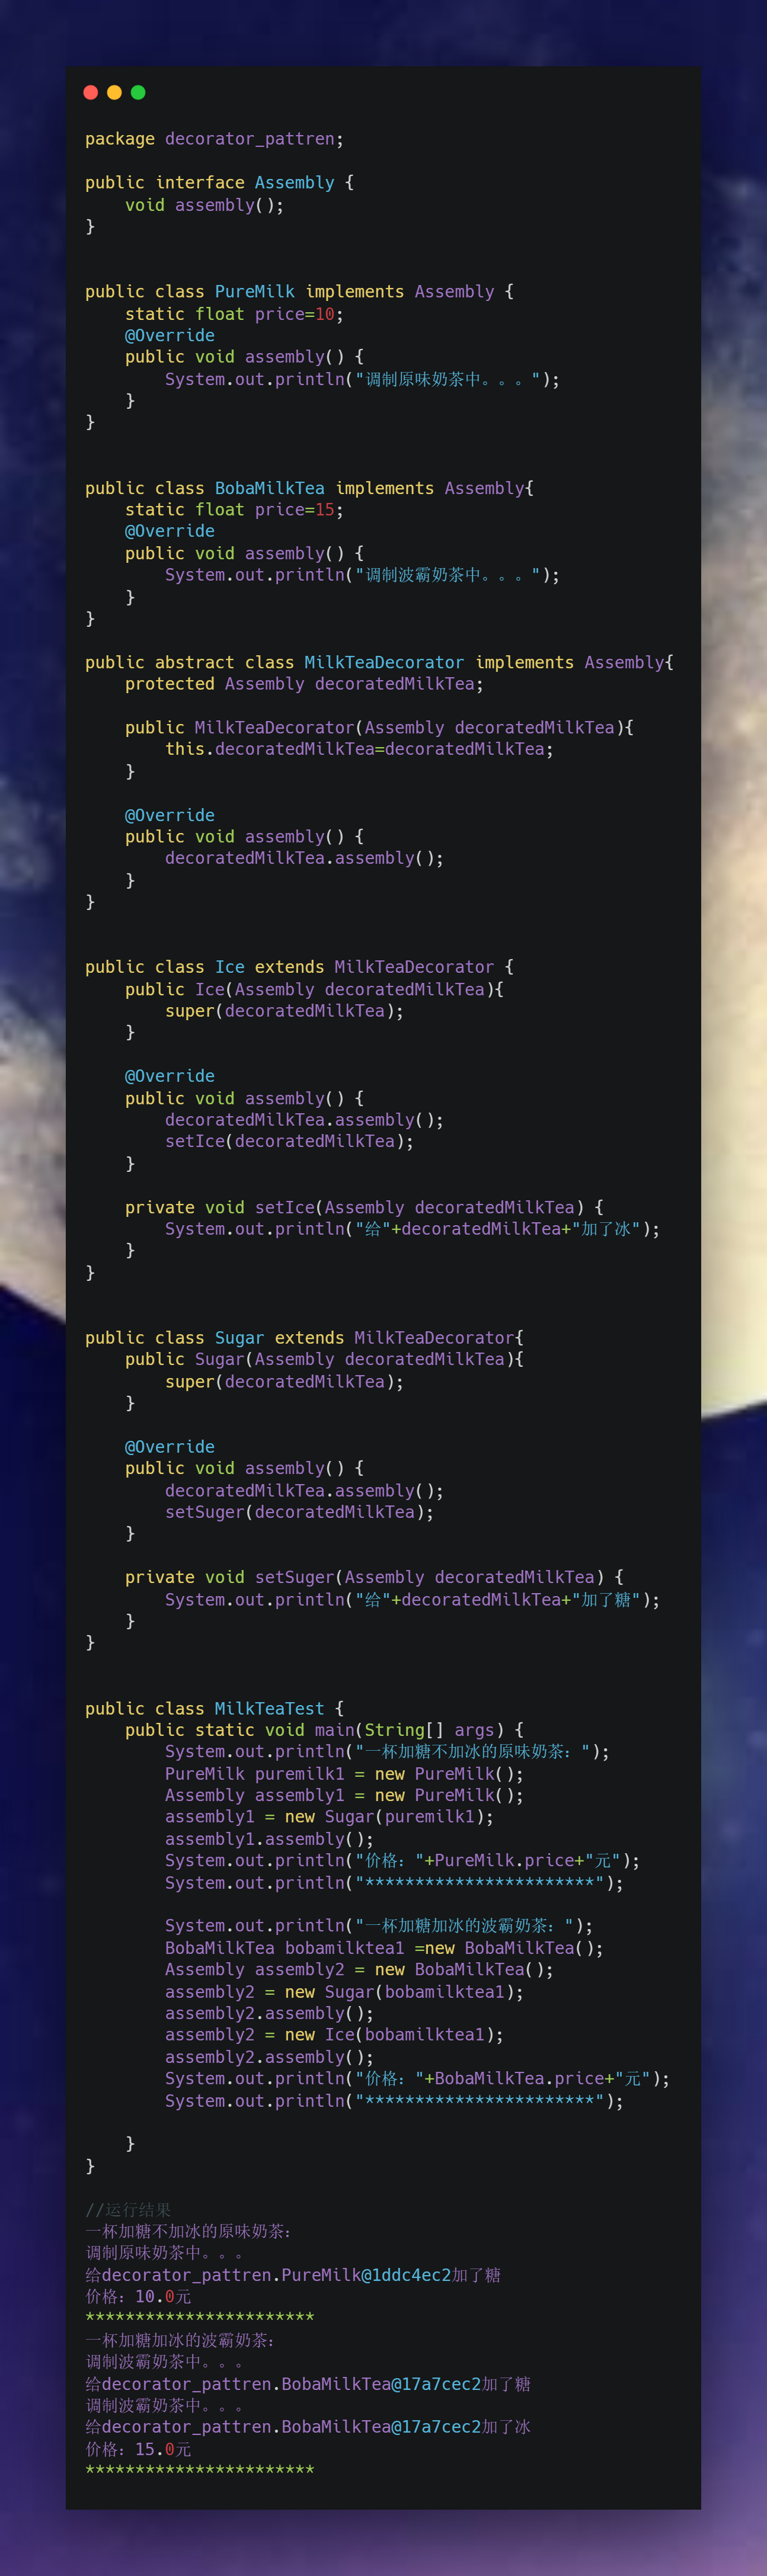 package decorator_pattren;
public interface Assembly {
    void assembly();
}
public class PureMilk implements Assembly {
    static float price=10;
    @Override
    public void assembly() {
        System.out.println("调制原味奶茶中。。。");
    }
}
public class BobaMilkTea implements Assembly{
    static float price=15;
    @Override
    public void assembly() {
        System.out.println("调制波霸奶茶中。。。");
    }
}
public abstract class MilkTeaDecorator implements Assembly{
    protected Assembly decoratedMilkTea;
    public MilkTeaDecorator(Assembly decoratedMilkTea){
        this.decoratedMilkTea=decoratedMilkTea;
    }
    @Override
    public void assembly() {
        decoratedMilkTea.assembly();
    }
}
public class Ice extends MilkTeaDecorator {
    public Ice(Assembly decoratedMilkTea){
        super(decoratedMilkTea);
    }
    @Override
    public void assembly() {
        decoratedMilkTea.assembly();
        setIce(decoratedMilkTea);
    }
    private void setIce(Assembly decoratedMilkTea) {
        System.out.println("给"+decoratedMilkTea+"加了冰");
    }
}
public class Sugar extends MilkTeaDecorator{
    public Sugar(Assembly decoratedMilkTea){
        super(decoratedMilkTea);
    }
    @Override
    public void assembly() {
        decoratedMilkTea.assembly();
        setSuger(decoratedMilkTea);
    }
    private void setSuger(Assembly decoratedMilkTea) {
        System.out.println("给"+decoratedMilkTea+"加了糖");
    }
}
public class MilkTeaTest {
    public static void main(String[] args) {
        System.out.println("一杯加糖不加冰的原味奶茶：");
        PureMilk puremilk1 = new PureMilk();
        Assembly assembly1 = new PureMilk();
        assembly1 = new Sugar(puremilk1);
        assembly1.assembly();
        System.out.println("价格："+PureMilk.price+"元");
        System.out.println("***********************");
        System.out.println("一杯加糖加冰的波霸奶茶：");
        BobaMilkTea bobamilktea1 =new BobaMilkTea();
        Assembly assembly2 = new BobaMilkTea();
        assembly2 = new Sugar(bobamilktea1);
        assembly2.assembly();
        assembly2 = new Ice(bobamilktea1);
        assembly2.assembly();
        System.out.println("价格："+BobaMilkTea.price+"元");
        System.out.println("***********************");
    }
}
//运行结果
一杯加糖不加冰的原味奶茶：
调制原味奶茶中。。。
给decorator_pattren.PureMilk@1ddc4ec2加了糖
价格：10.0元
***********************
一杯加糖加冰的波霸奶茶：
调制波霸奶茶中。。。
给decorator_pattren.BobaMilkTea@17a7cec2加了糖
调制波霸奶茶中。。。
给decorator_pattren.BobaMilkTea@17a7cec2加了冰
价格：15.0元
***********************